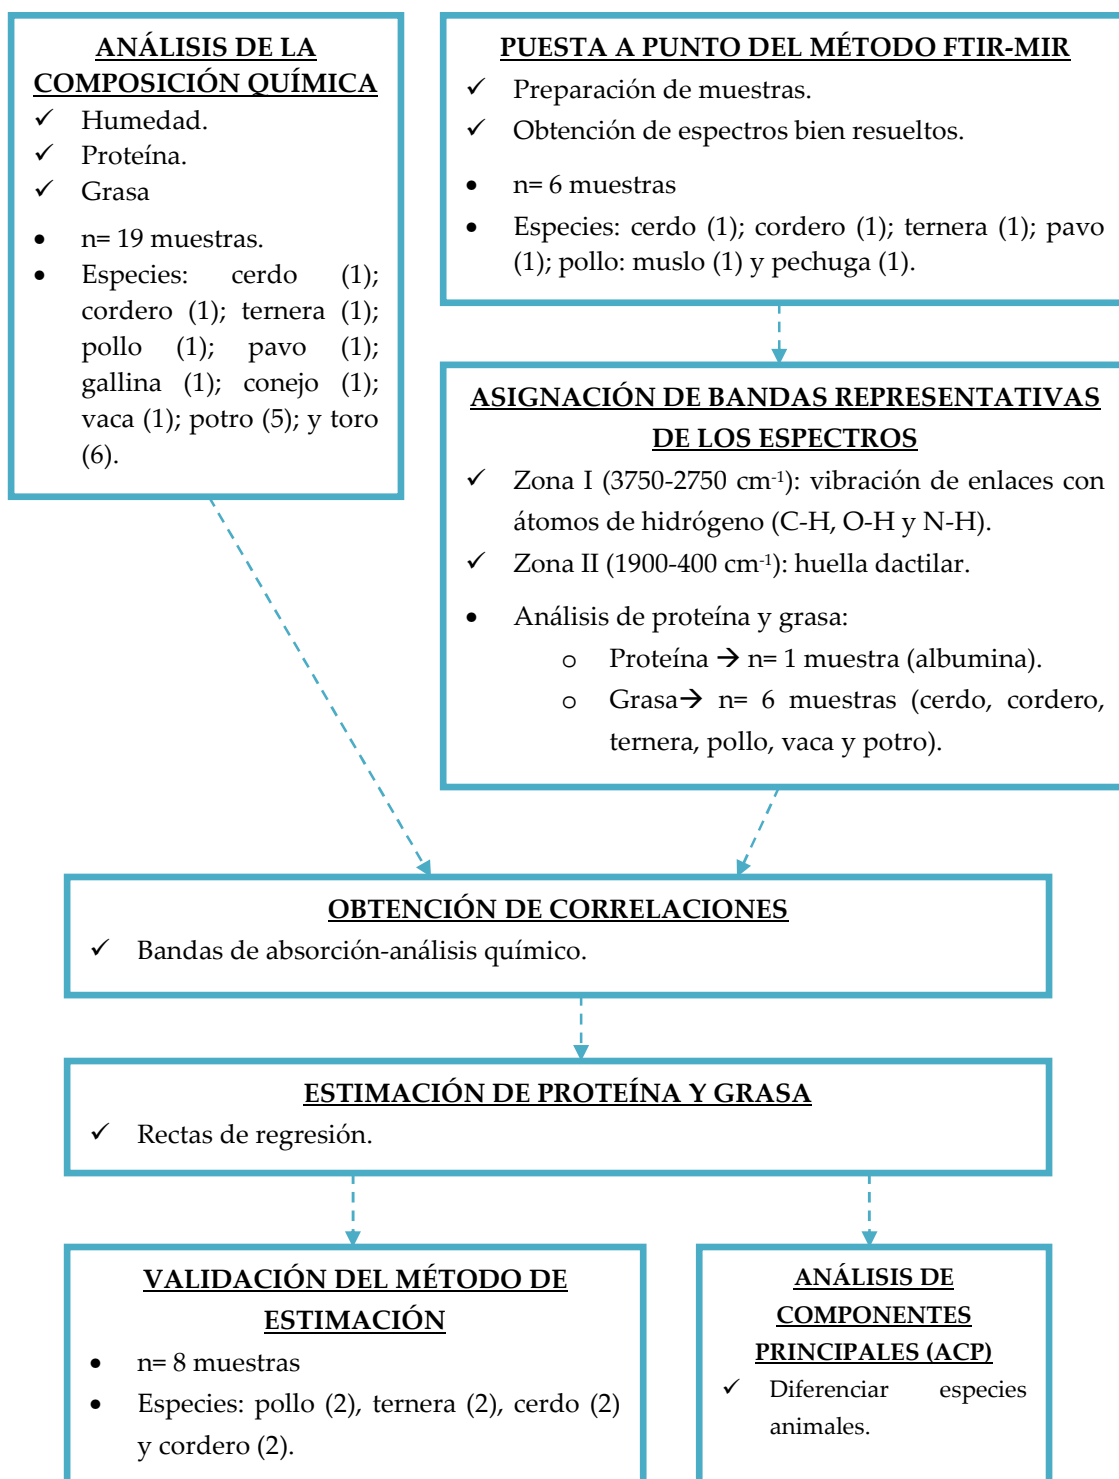 ANÁLISIS DE LA
COMPOSICIÓN QUÍMICA
✓ Humedad.
✓ Proteína.
✓ Grasa
• n= 19 muestras.
• Especies: cerdo (1);
cordero (1); ternera (1);
pollo (1); pavo (1);
gallina (1); conejo (1);
vaca (1); potro (5); y toro
(6).
PUESTA A PUNTO DEL MÉTODO FTIR-MIR
✓ Preparación de muestras.
✓ Obtención de espectros bien resueltos.
• n= 6 muestras
• Especies: cerdo (1); cordero (1); ternera (1); pavo
(1); pollo: muslo (1) y pechuga (1).
ASIGNACIÓN DE BANDAS REPRESENTATIVAS
DE LOS ESPECTROS
✓ Zona I (3750-2750 cm⁻¹): vibración de enlaces con
átomos de hidrógeno (C-H, O-H y N-H).
✓ Zona II (1900-400 cm⁻¹): huella dactilar.
• Análisis de proteína y grasa:
o Proteína → n= 1 muestra (albumina).
o Grasa→ n= 6 muestras (cerdo, cordero,
ternera, pollo, vaca y potro).
OBTENCIÓN DE CORRELACIONES
✓ Bandas de absorción-análisis químico.
ESTIMACIÓN DE PROTEÍNA Y GRASA
✓ Rectas de regresión.
VALIDACIÓN DEL MÉTODO DE
ESTIMACIÓN
• n= 8 muestras
• Especies: pollo (2), ternera (2), cerdo (2)
y cordero (2).
ANÁLISIS DE
COMPONENTES
PRINCIPALES (ACP)
✓ Diferenciar especies
animales.